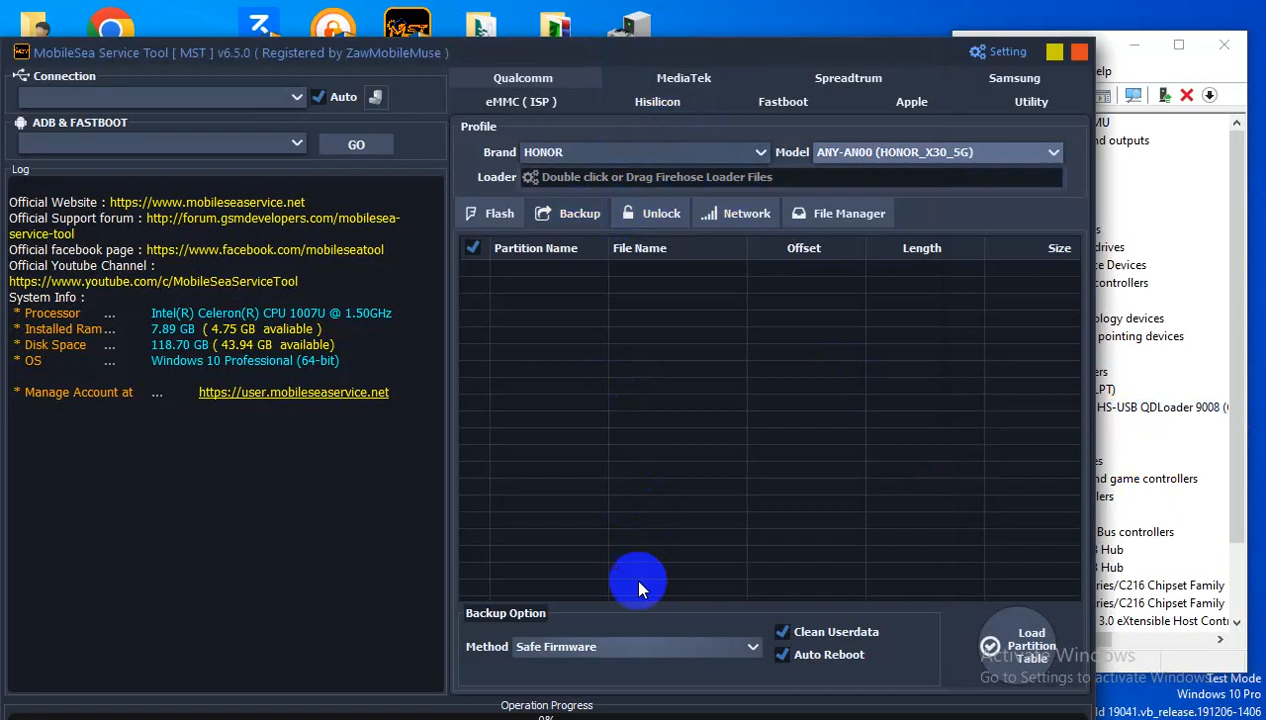 MobileSea Service Tool [ MST ] v6.5.0 ( Registered by ZawMobileMuse )
Setting
Connection
Auto
ADB & FASTBOOT
GO
Log
Official Website : https://www.mobileseaservice.net
Official Support forum : http://forum.gsmdevelopers.com/mobilesea-
service-tool/
Official facebook page : https://www.facebook.com/mobileseatool
Official Youtube Channel :
https://www.youtube.com/c/MobileSeaServiceTool
System Info :
* Processor ... Intel(R) Celeron(R) CPU 1007U @ 1.50GHz
* Installed Ram ... 7.89 GB ( 4.75 GB avaliable )
* Disk Space ... 118.70 GB ( 43.94 GB available)
* OS ... Windows 10 Professional (64-bit)
* Manage Account at ... https://user.mobileseaservice.net
Qualcomm MediaTek Spreadtrum Samsung
eMMC ( ISP ) Hisilicon Fastboot Apple Utility
Profile
Brand HONOR Model ANY-AN00 (HONOR_X30_5G)
Loader Double click or Drag Firehose Loader Files
Flash Backup Unlock Network File Manager
Partition Name File Name Offset Length Size
Backup Option
Method Safe Firmware
Clean Userdata
Auto Reboot
Load
Partition
Table
Operation Progress
0%
elp
MU
nd outputs
s
drives
ce Devices
ontrollers
ology devices
pointing devices
ers
LPT)
HS-USB QDLoader 9008 (
es
nd game controllers
lers
Bus controllers
B Hub
B Hub
ries/C216 Chipset Family
ries/C216 Chipset Family
3.0 eXtensible Host Contr
Activate Windows
Go to Settings to activate Windows.
Test Mode
Windows 10 Pro
ld 19041.vb_release.191206-1406